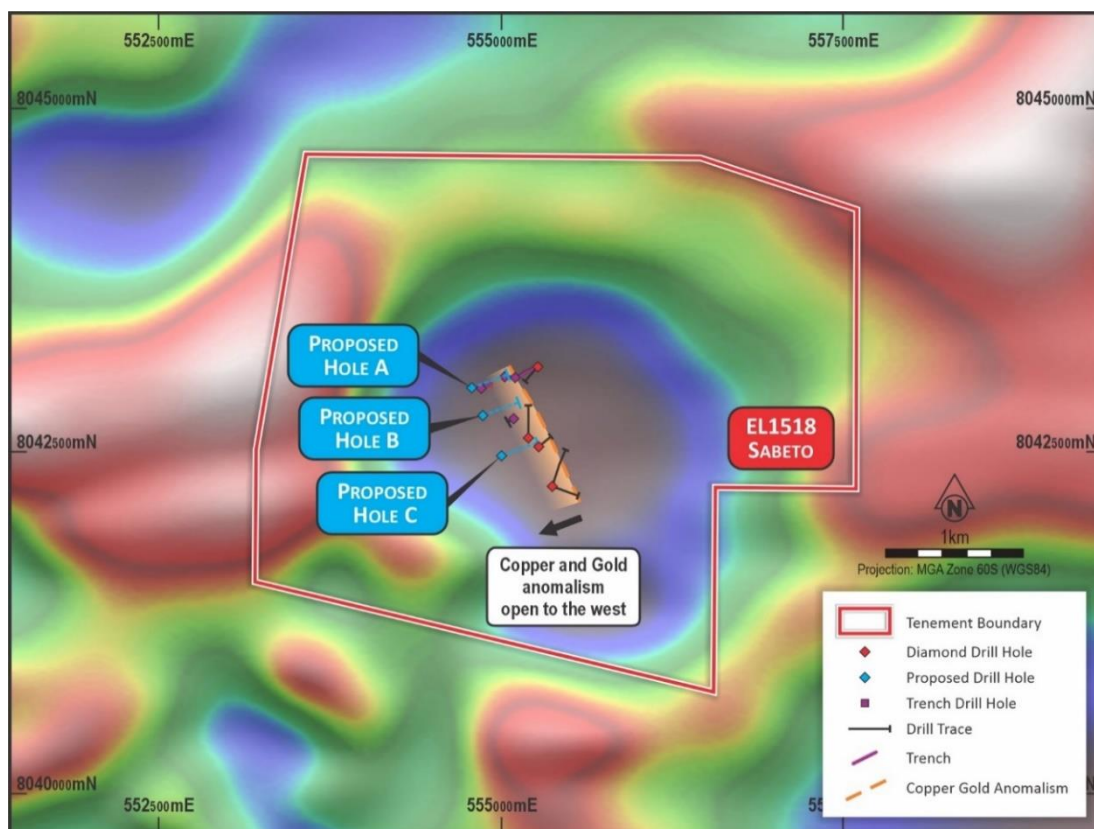 552500mE
555000mE
557500mE
8045000mN
8045000mN
PROPOSED
HOLE A
PROPOSED
HOLE B
PROPOSED
HOLE C
EL1518
SABETO
8042500mN
8042500mN
N
1km
Projection: MGA Zone 60S (WGS84)
Copper and Gold
anomalism
open to the west
Tenement Boundary
Diamond Drill Hole
Proposed Drill Hole
Trench Drill Hole
Drill Trace
Trench
Copper Gold Anomalism
8040000mN
552500mE
555000mE